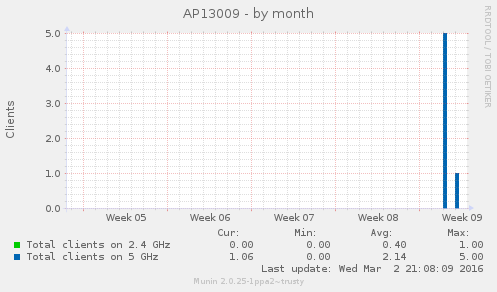 AP13009 - by month
RRDTOOL / TOBI OETIKER
Clients
5.0
4.0
3.0
2.0
1.0
0.0
Week 05 Week 06 Week 07 Week 08 Week 09
Cur: Min: Avg: Max:
Total clients on 2.4 GHz 0.00 0.00 0.40 1.00
Total clients on 5 GHz 1.06 0.00 2.14 5.00
Last update: Wed Mar 2 21:08:09 2016
Munin 2.0.25-1ppa2~trusty